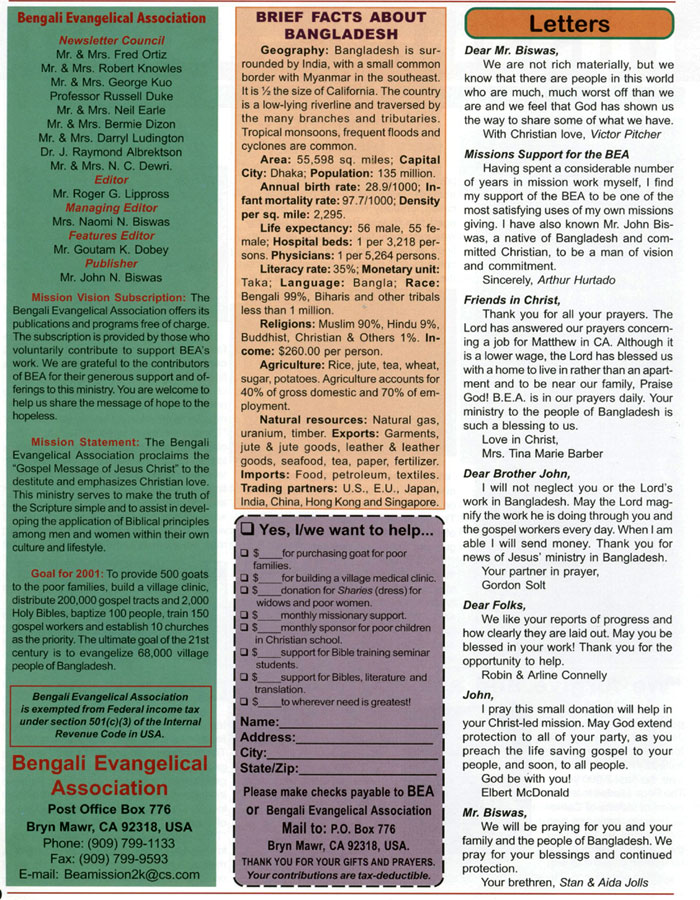 Bengali Evangelical Association
Newsletter Council
Mr. & Mrs. Fred Ortiz
Mr. & Mrs. Robert Knowles
Mr. & Mrs. George Kuo
Professor Russell Duke
Mr. & Mrs. Neil Earle
Mr. & Mrs. Bermie Dizon
Mr. & Mrs. Darryl Ludington
Dr. J. Raymond Albrektson
Mr. & Mrs. N. C. Dewri.
Editor
Mr. Roger G. Lippross
Managing Editor
Mrs. Naomi N. Biswas
Features Editor
Mr. Goutam K. Dobey
Publisher
Mr. John N. Biswas
Mission Vision Subscription: The
Bengali Evangelical Association offers its
publications and programs free of charge.
The subscription is provided by those who
voluntarily contribute to support BEA's
work. We are grateful to the contributors
of BEA for their generous support and of-
ferings to this ministry. You are welcome to
help us share the message of hope to the
hopeless.
Mission Statement: The Bengali
Evangelical Association proclaims the
"Gospel Message of Jesus Christ" to the
destitute and emphasizes Christian love.
This ministry serves to make the truth of
the Scripture simple and to assist in devel-
oping the application of Biblical principles
among men and women within their own
culture and lifestyle.
Goal for 2001: To provide 500 goats
to the poor families, build a village clinic,
distribute 200,000 gospel tracts and 2,000
Holy Bibles, baptize 100 people, train 150
gospel workers and establish 10 churches
as the priority. The ultimate goal of the 21st
century is to evangelize 68,000 village
people of Bangladesh.
Bengali Evangelical Association
is exempted from Federal income tax
under section 501(c)(3) of the Internal
Revenue Code in USA.
Bengali Evangelical
Association
Post Office Box 776
Bryn Mawr, CA 92318, USA
Phone: (909) 799-1133
Fax: (909) 799-9593
E-mail: Beamission2k@cs.com
BRIEF FACTS ABOUT
BANGLADESH
Geography: Bangladesh is sur-
rounded by India, with a small common
border with Myanmar in the southeast.
It is ½ the size of California. The country
is a low-lying riverline and traversed by
the many branches and tributaries.
Tropical monsoons, frequent floods and
cyclones are common.
Area: 55,598 sq. miles; Capital
City: Dhaka; Population: 135 million.
Annual birth rate: 28.9/1000; In-
fant mortality rate: 97.7/1000; Density
per sq. mile: 2,295.
Life expectancy: 56 male, 55 fe-
male; Hospital beds: 1 per 3,218 per-
sons. Physicians: 1 per 5,264 persons.
Literacy rate: 35%; Monetary unit:
Taka; Language: Bangla; Race:
Bengali 99%, Biharis and other tribals
less than 1 million.
Religions: Muslim 90%, Hindu 9%,
Buddhist, Christian & Others 1%. In-
come: $260.00 per person.
Agriculture: Rice, jute, tea, wheat,
sugar, potatoes. Agriculture accounts for
40% of gross domestic and 70% of em-
ployment.
Natural resources: Natural gas,
uranium, timber. Exports: Garments,
jute & jute goods, leather & leather
goods, seafood, tea, paper, fertilizer.
Imports: Food, petroleum, textiles.
Trading partners: U.S., E.U., Japan,
India, China, Hong Kong and Singapore.
❑ Yes, I/we want to help...
❑ $____for purchasing goat for poor
families.
❑ $____for building a village medical clinic.
❑ $____donation for Sharies (dress) for
widows and poor women.
❑ $____monthly missionary support.
❑ $____monthly sponsor for poor children
in Christian school.
❑ $____support for Bible training seminar
students.
❑ $____support for Bibles, literature and
translation.
❑ $____to wherever need is greatest!
Name:____________________
Address:__________________
City:______________________
State/Zip:_________________
Please make checks payable to BEA
or Bengali Evangelical Association
Mail to: P.O. Box 776
Bryn Mawr, CA 92318, USA.
THANK YOU FOR YOUR GIFTS AND PRAYERS.
Your contributions are tax-deductible.
Letters
Dear Mr. Biswas,
We are not rich materially, but we
know that there are people in this world
who are much, much worst off than we
are and we feel that God has shown us
the way to share some of what we have.
With Christian love, Victor Pitcher
Missions Support for the BEA
Having spent a considerable number
of years in mission work myself, I find
my support of the BEA to be one of the
most satisfying uses of my own missions
giving. I have also known Mr. John Bis-
was, a native of Bangladesh and com-
mitted Christian, to be a man of vision
and commitment.
Sincerely, Arthur Hurtado
Friends in Christ,
Thank you for all your prayers. The
Lord has answered our prayers concern-
ing a job for Matthew in CA. Although it
is a lower wage, the Lord has blessed us
with a home to live in rather than an apart-
ment and to be near our family, Praise
God! B.E.A. is in our prayers daily. Your
ministry to the people of Bangladesh is
such a blessing to us.
Love in Christ,
Mrs. Tina Marie Barber
Dear Brother John,
I will not neglect you or the Lord's
work in Bangladesh. May the Lord mag-
nify the work he is doing through you and
the gospel workers every day. When I am
able I will send money. Thank you for
news of Jesus' ministry in Bangladesh.
Your partner in prayer,
Gordon Solt
Dear Folks,
We like your reports of progress and
how clearly they are laid out. May you be
blessed in your work! Thank you for the
opportunity to help.
Robin & Arline Connelly
John,
I pray this small donation will help in
your Christ-led mission. May God extend
protection to all of your party, as you
preach the life saving gospel to your
people, and soon, to all people.
God be with you!
Elbert McDonald
Mr. Biswas,
We will be praying for you and your
family and the people of Bangladesh. We
pray for your blessings and continued
protection.
Your brethren, Stan & Aida Jolls